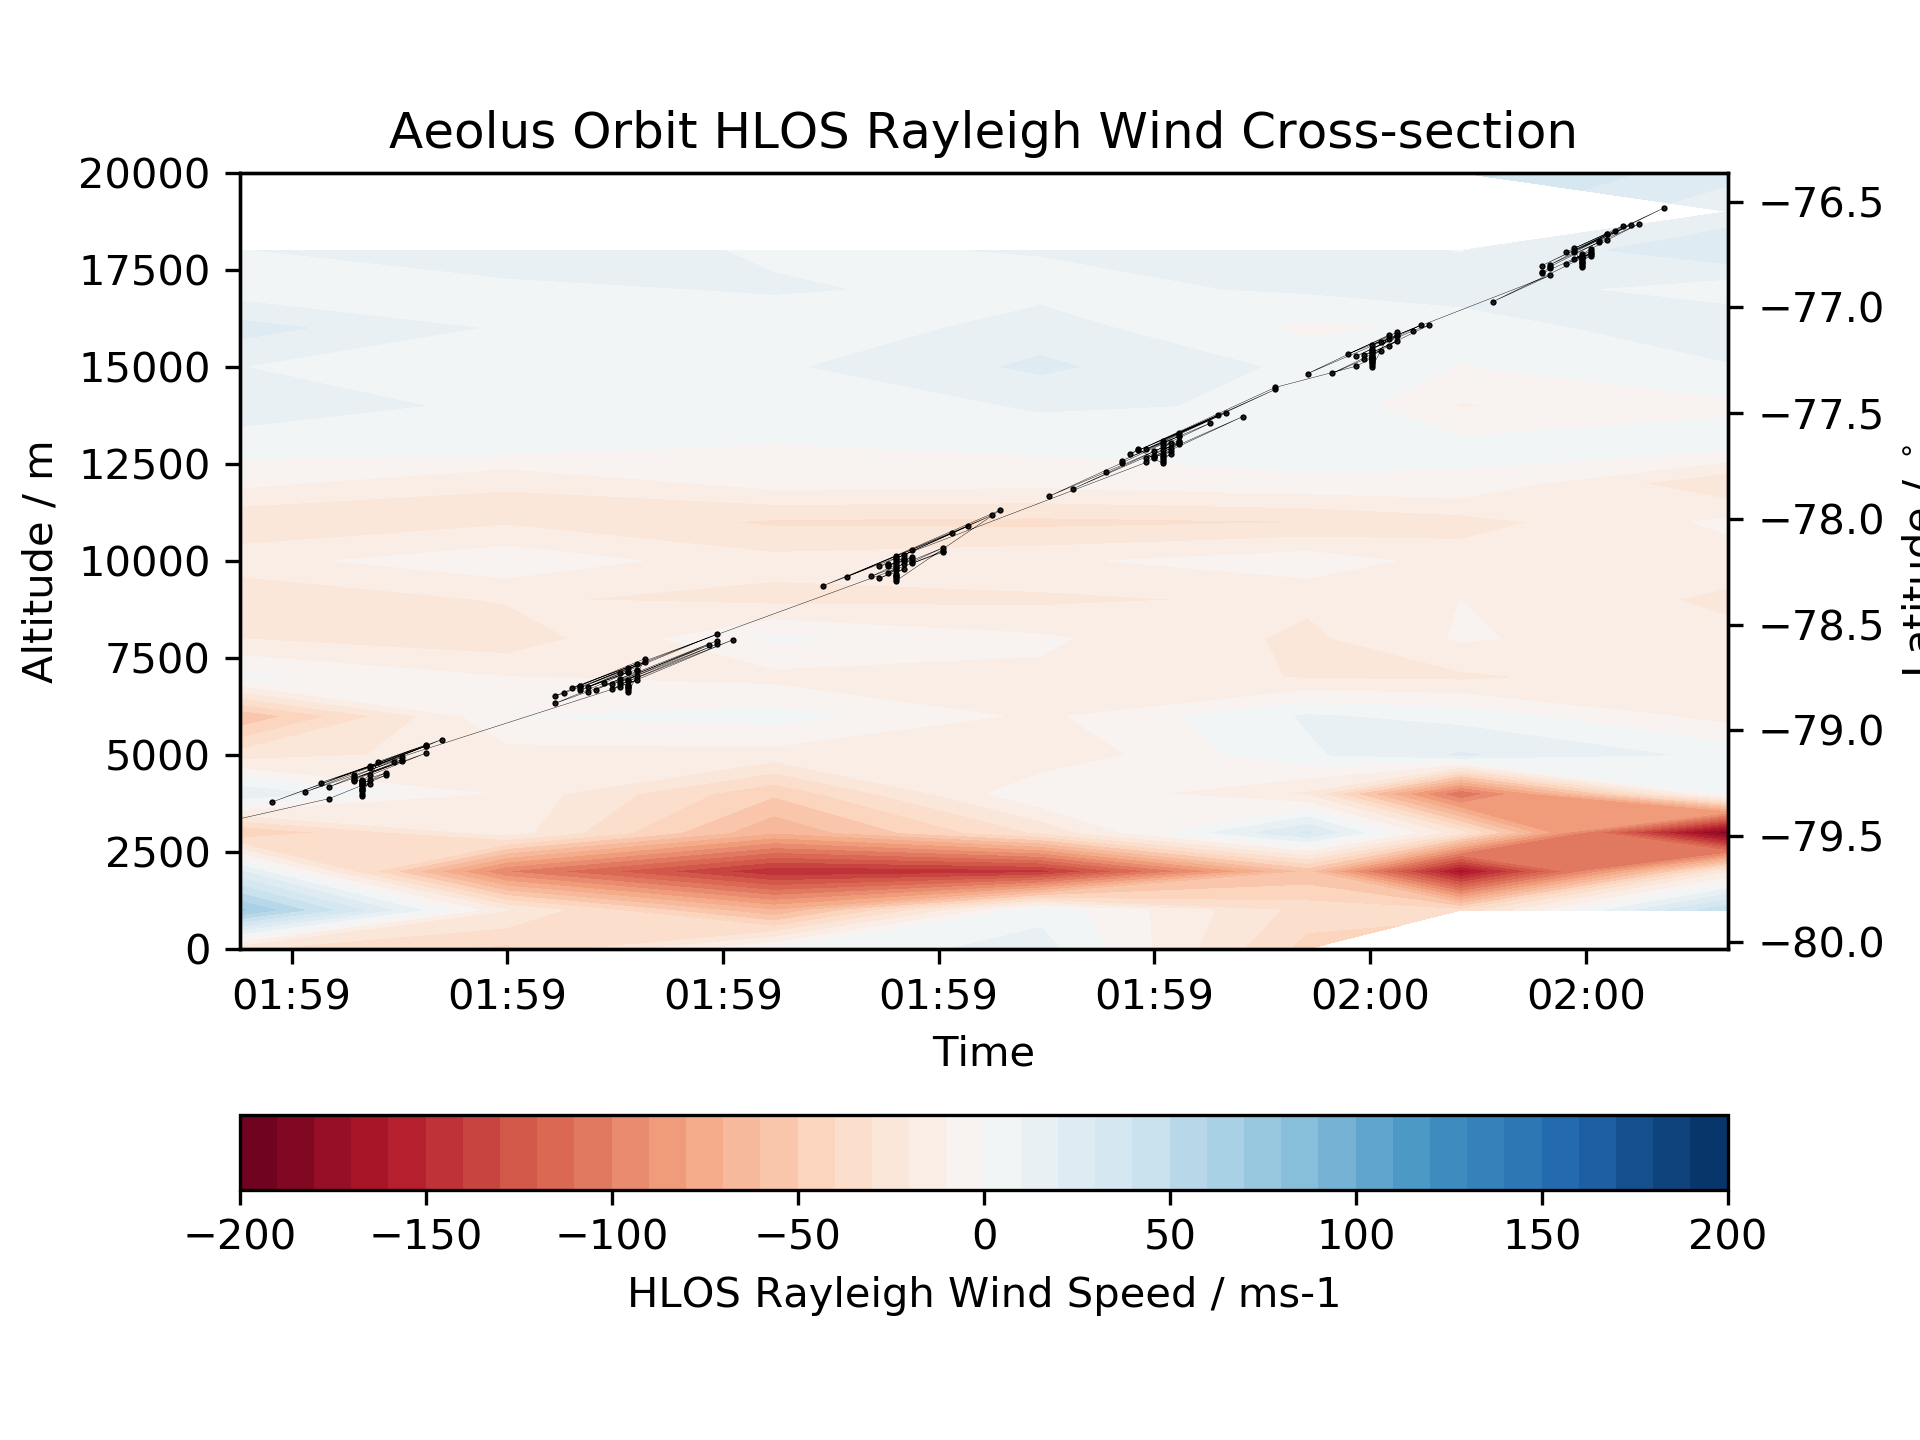 Aeolus Orbit HLOS Rayleigh Wind Cross-section
20000
17500
15000
12500
10000
7500
5000
2500
0
Altitude / m
−76.5
−77.0
−77.5
−78.0
−78.5
−79.0
−79.5
−80.0
Latitude / °
01:59 01:59 01:59 01:59 01:59 02:00 02:00
Time
−200 −150 −100 −50 0 50 100 150 200
HLOS Rayleigh Wind Speed / ms-1